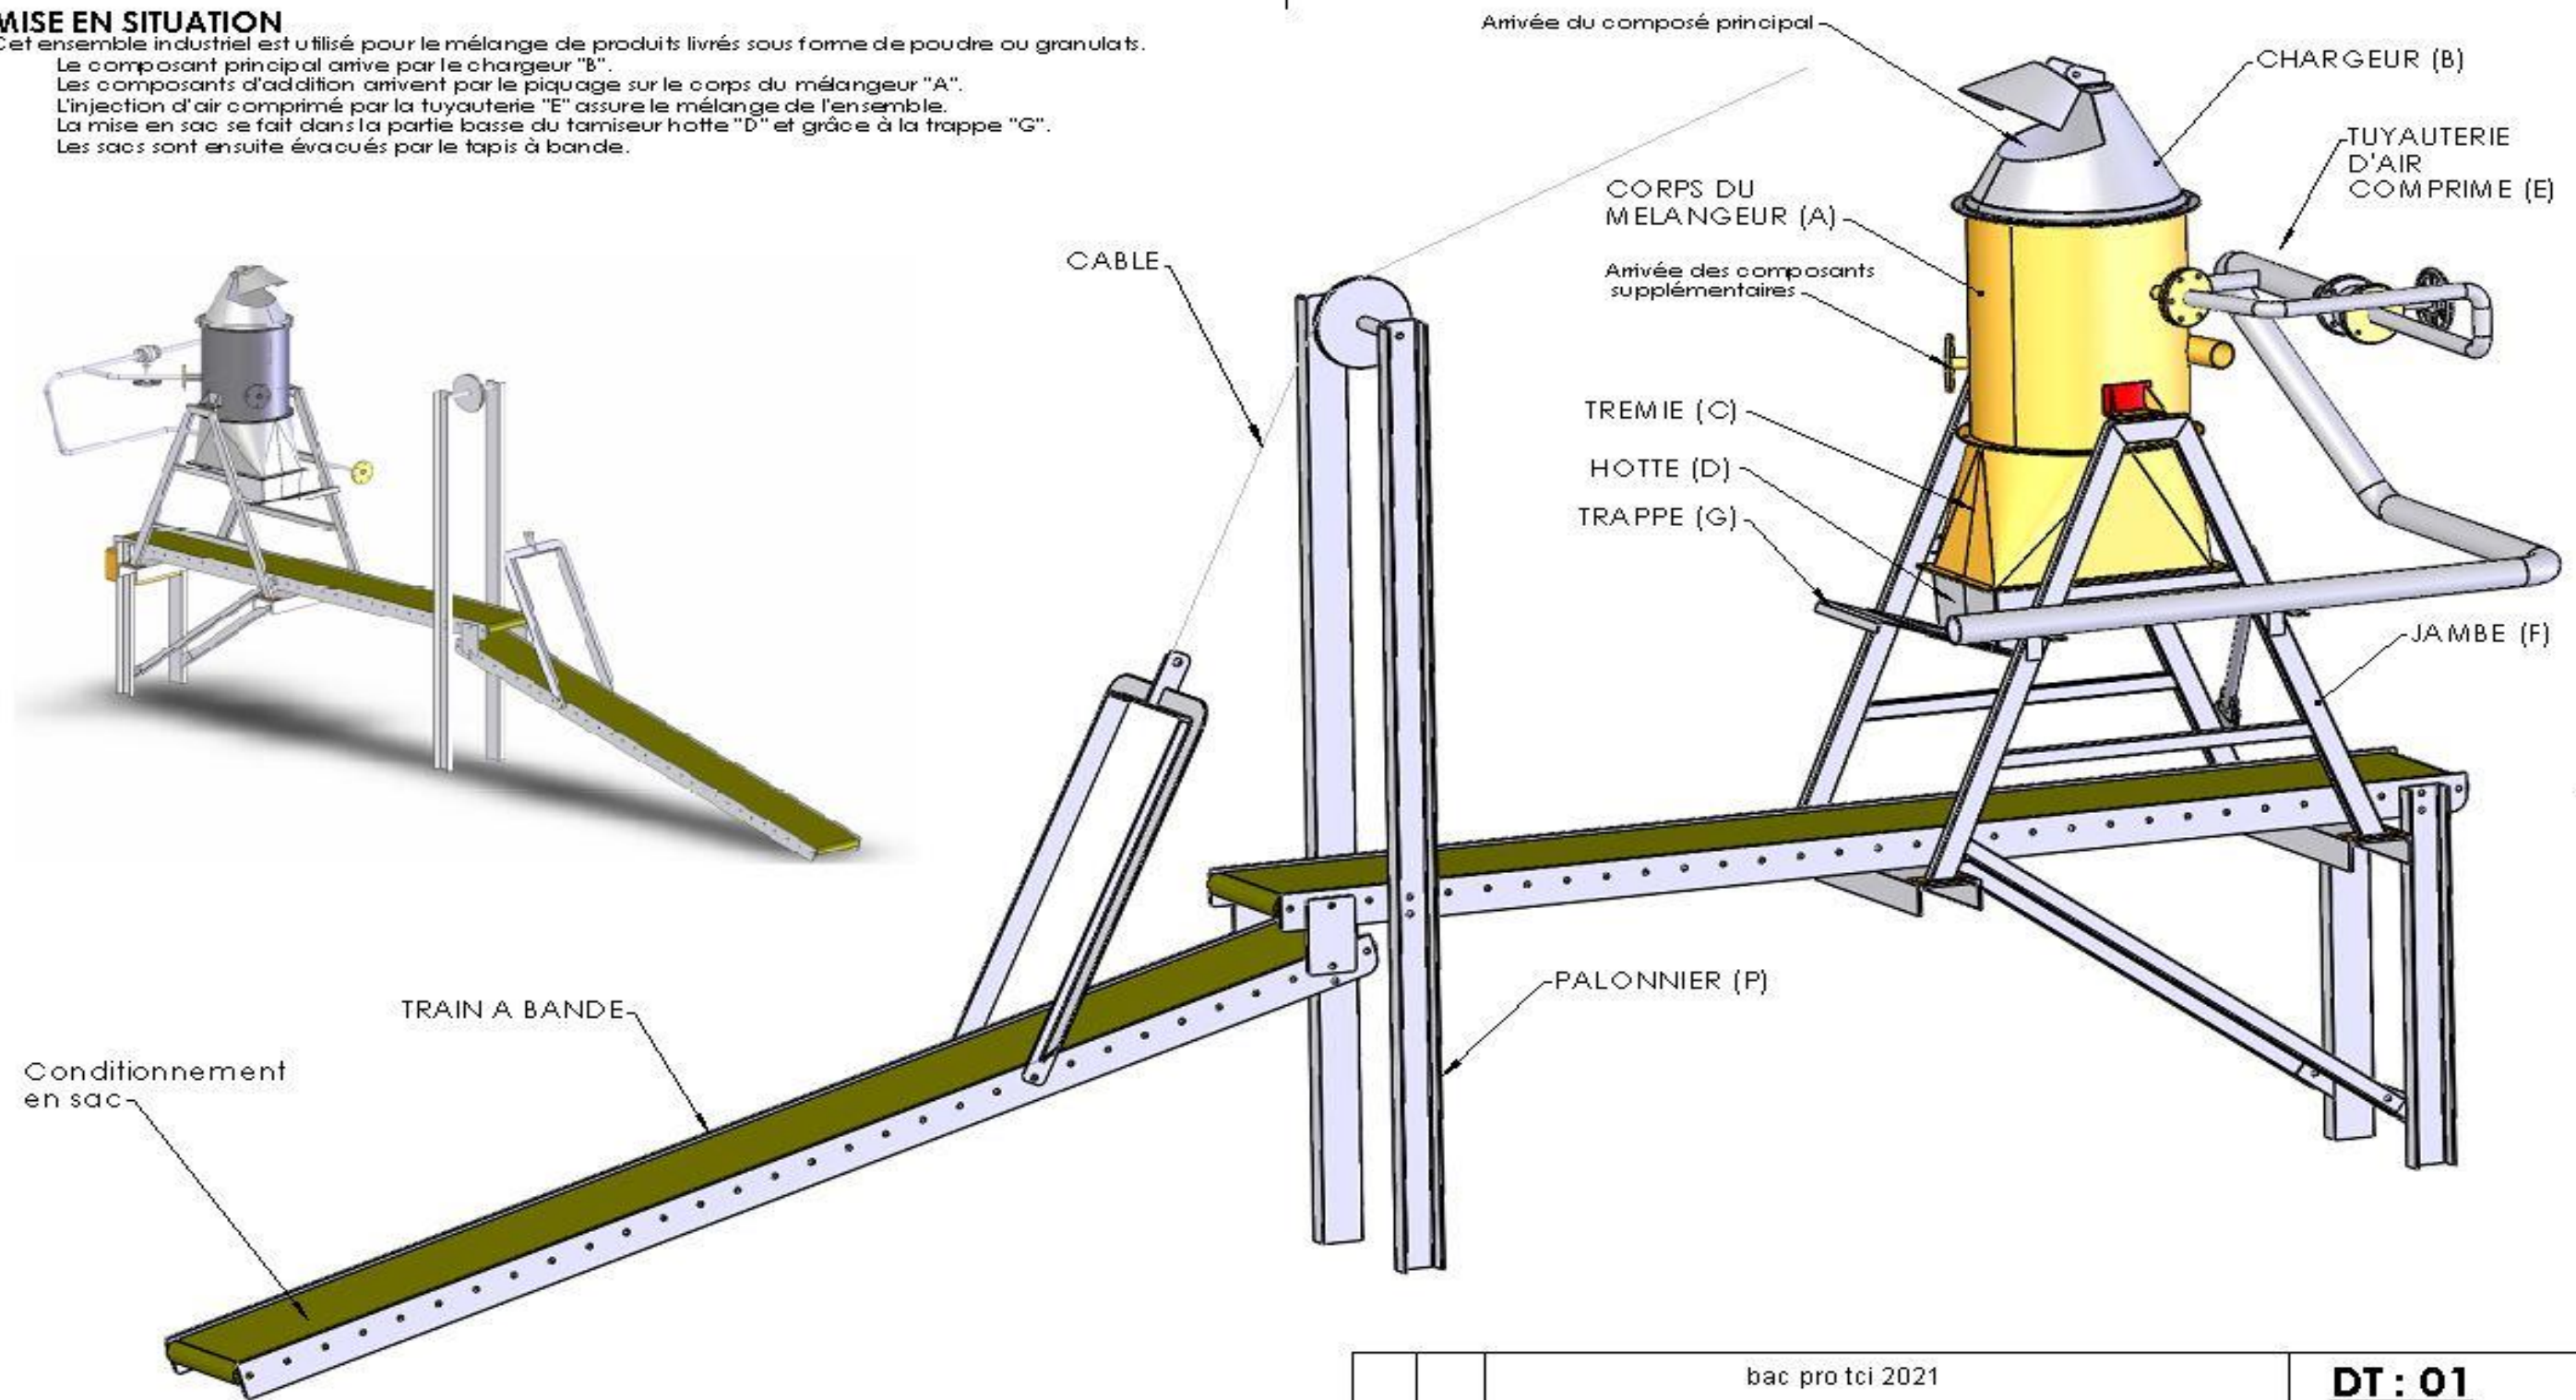 MISE EN SITUATION
Cet ensemble industriel est utilisé pour le mélange de produits livrés sous forme de poudre ou granulats.
Le composant principal arrive par le chargeur "B".
Les composants d'addition arrivent par le piquage sur le corps du mélangeur "A".
L'injection d'air comprimé par la tuyauterie "E" assure le mélange de l'ensemble.
La mise en sac se fait dans la partie basse du tamiseur hotte "D" et grâce à la trappe "G".
Les sacs sont ensuite évacués par le tapis à bande.
Arrivée du composé principal
CHARGEUR (B)
TUYAUTERIE
D'AIR
COMPRIME (E)
CORPS DU
MELANGEUR (A)
Arrivée des composants
supplémentaires
CABLE
TREMIE (C)
HOTTE (D)
TRAPPE (G)
JAMBE (F)
PALONNIER (P)
TRAIN A BANDE
Conditionnement
en sac
bac pro tci 2021
DT : 01